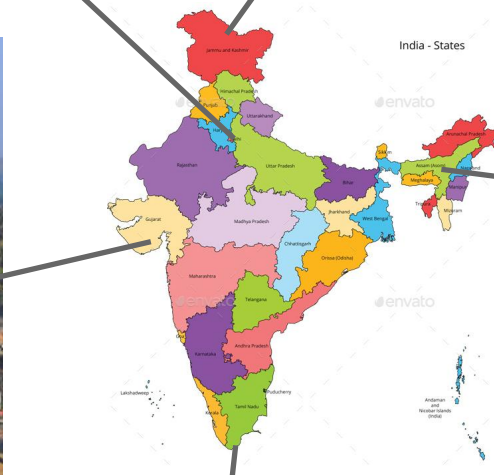 India - States
Jammu and Kashmir
Himachal Pradesh
Punjab
Uttarakhand
envato
envato
Arunachal Pradesh
Sikkim
Assam (Asom)
Nagaland
Meghalaya
Manipur
Tripura
Mizoram
Rajasthan
Uttar Pradesh
Bihar
Jharkhand
West Bengal
Gujarat
Madhya Pradesh
Chhattisgarh
Orissa (Odisha)
Maharashtra
envato
envato
Telangana
Goa
Karnataka
Andhra Pradesh
Lakshadweep
Puducherry
Kerala
Tamil Nadu
Andaman
and
Nicobar Islands
(India)